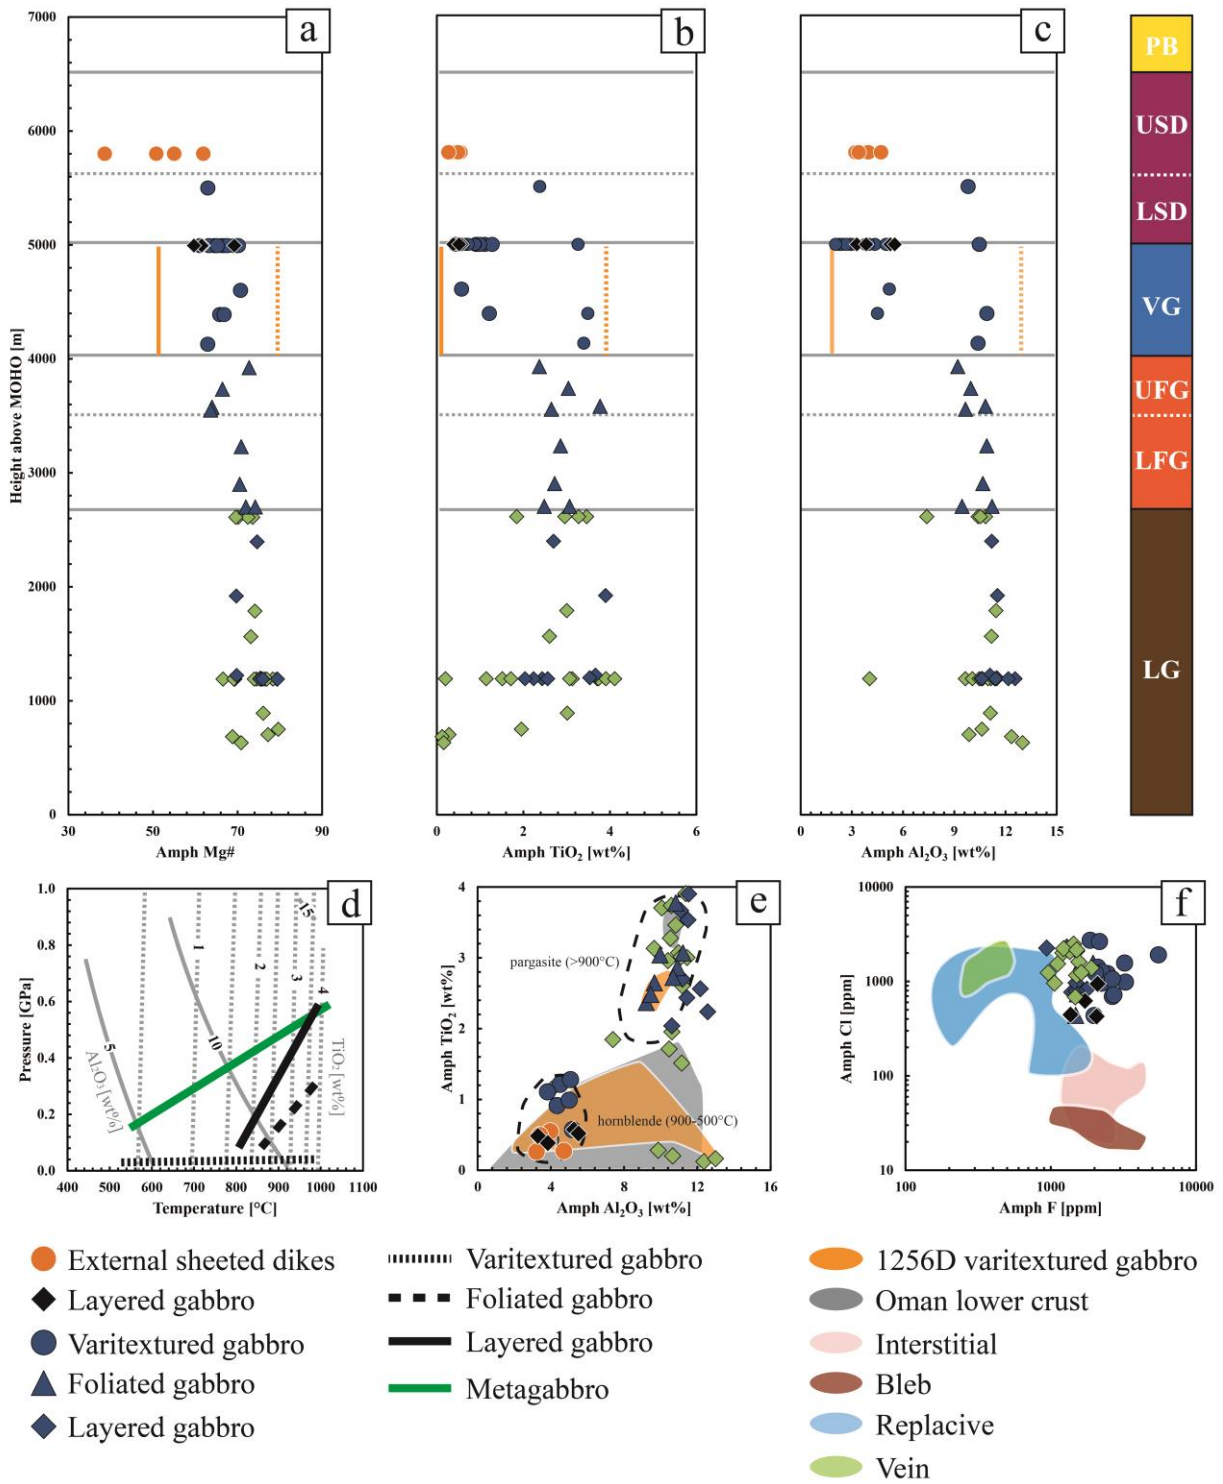 a
b
c
7000
6000
5000
4000
3000
2000
1000
0
Height above MOHO [m]
30
50
70
90
Amph Mg#
0
2
4
6
Amph TiO₂ [wt%]
0
3
6
9
12
15
Amph Al₂O₃ [wt%]
PB
USD
LSD
VG
UFG
LFG
LG
d
1.0
0.8
0.6
0.4
0.2
0.0
Pressure [GPa]
400
500
600
700
800
900
1000
1100
Temperature [°C]
5
10
15
1
2
3
4
Al₂O₃ [wt%]
TiO₂ [wt%]
e
4
3
2
1
0
Amph TiO₂ [wt%]
0
4
8
12
16
Amph Al₂O₃ [wt%]
pargasite (>900°C)
hornblende (900-500°C)
f
10000
1000
100
10
Amph Cl [ppm]
100
1000
10000
Amph F [ppm]
External sheeted dikes
Layered gabbro
Varitextured gabbro
Foliated gabbro
Layered gabbro
Varitextured gabbro
Foliated gabbro
Layered gabbro
Metagabbro
1256D varitextured gabbro
Oman lower crust
Interstitial
Bleb
Replacive
Vein